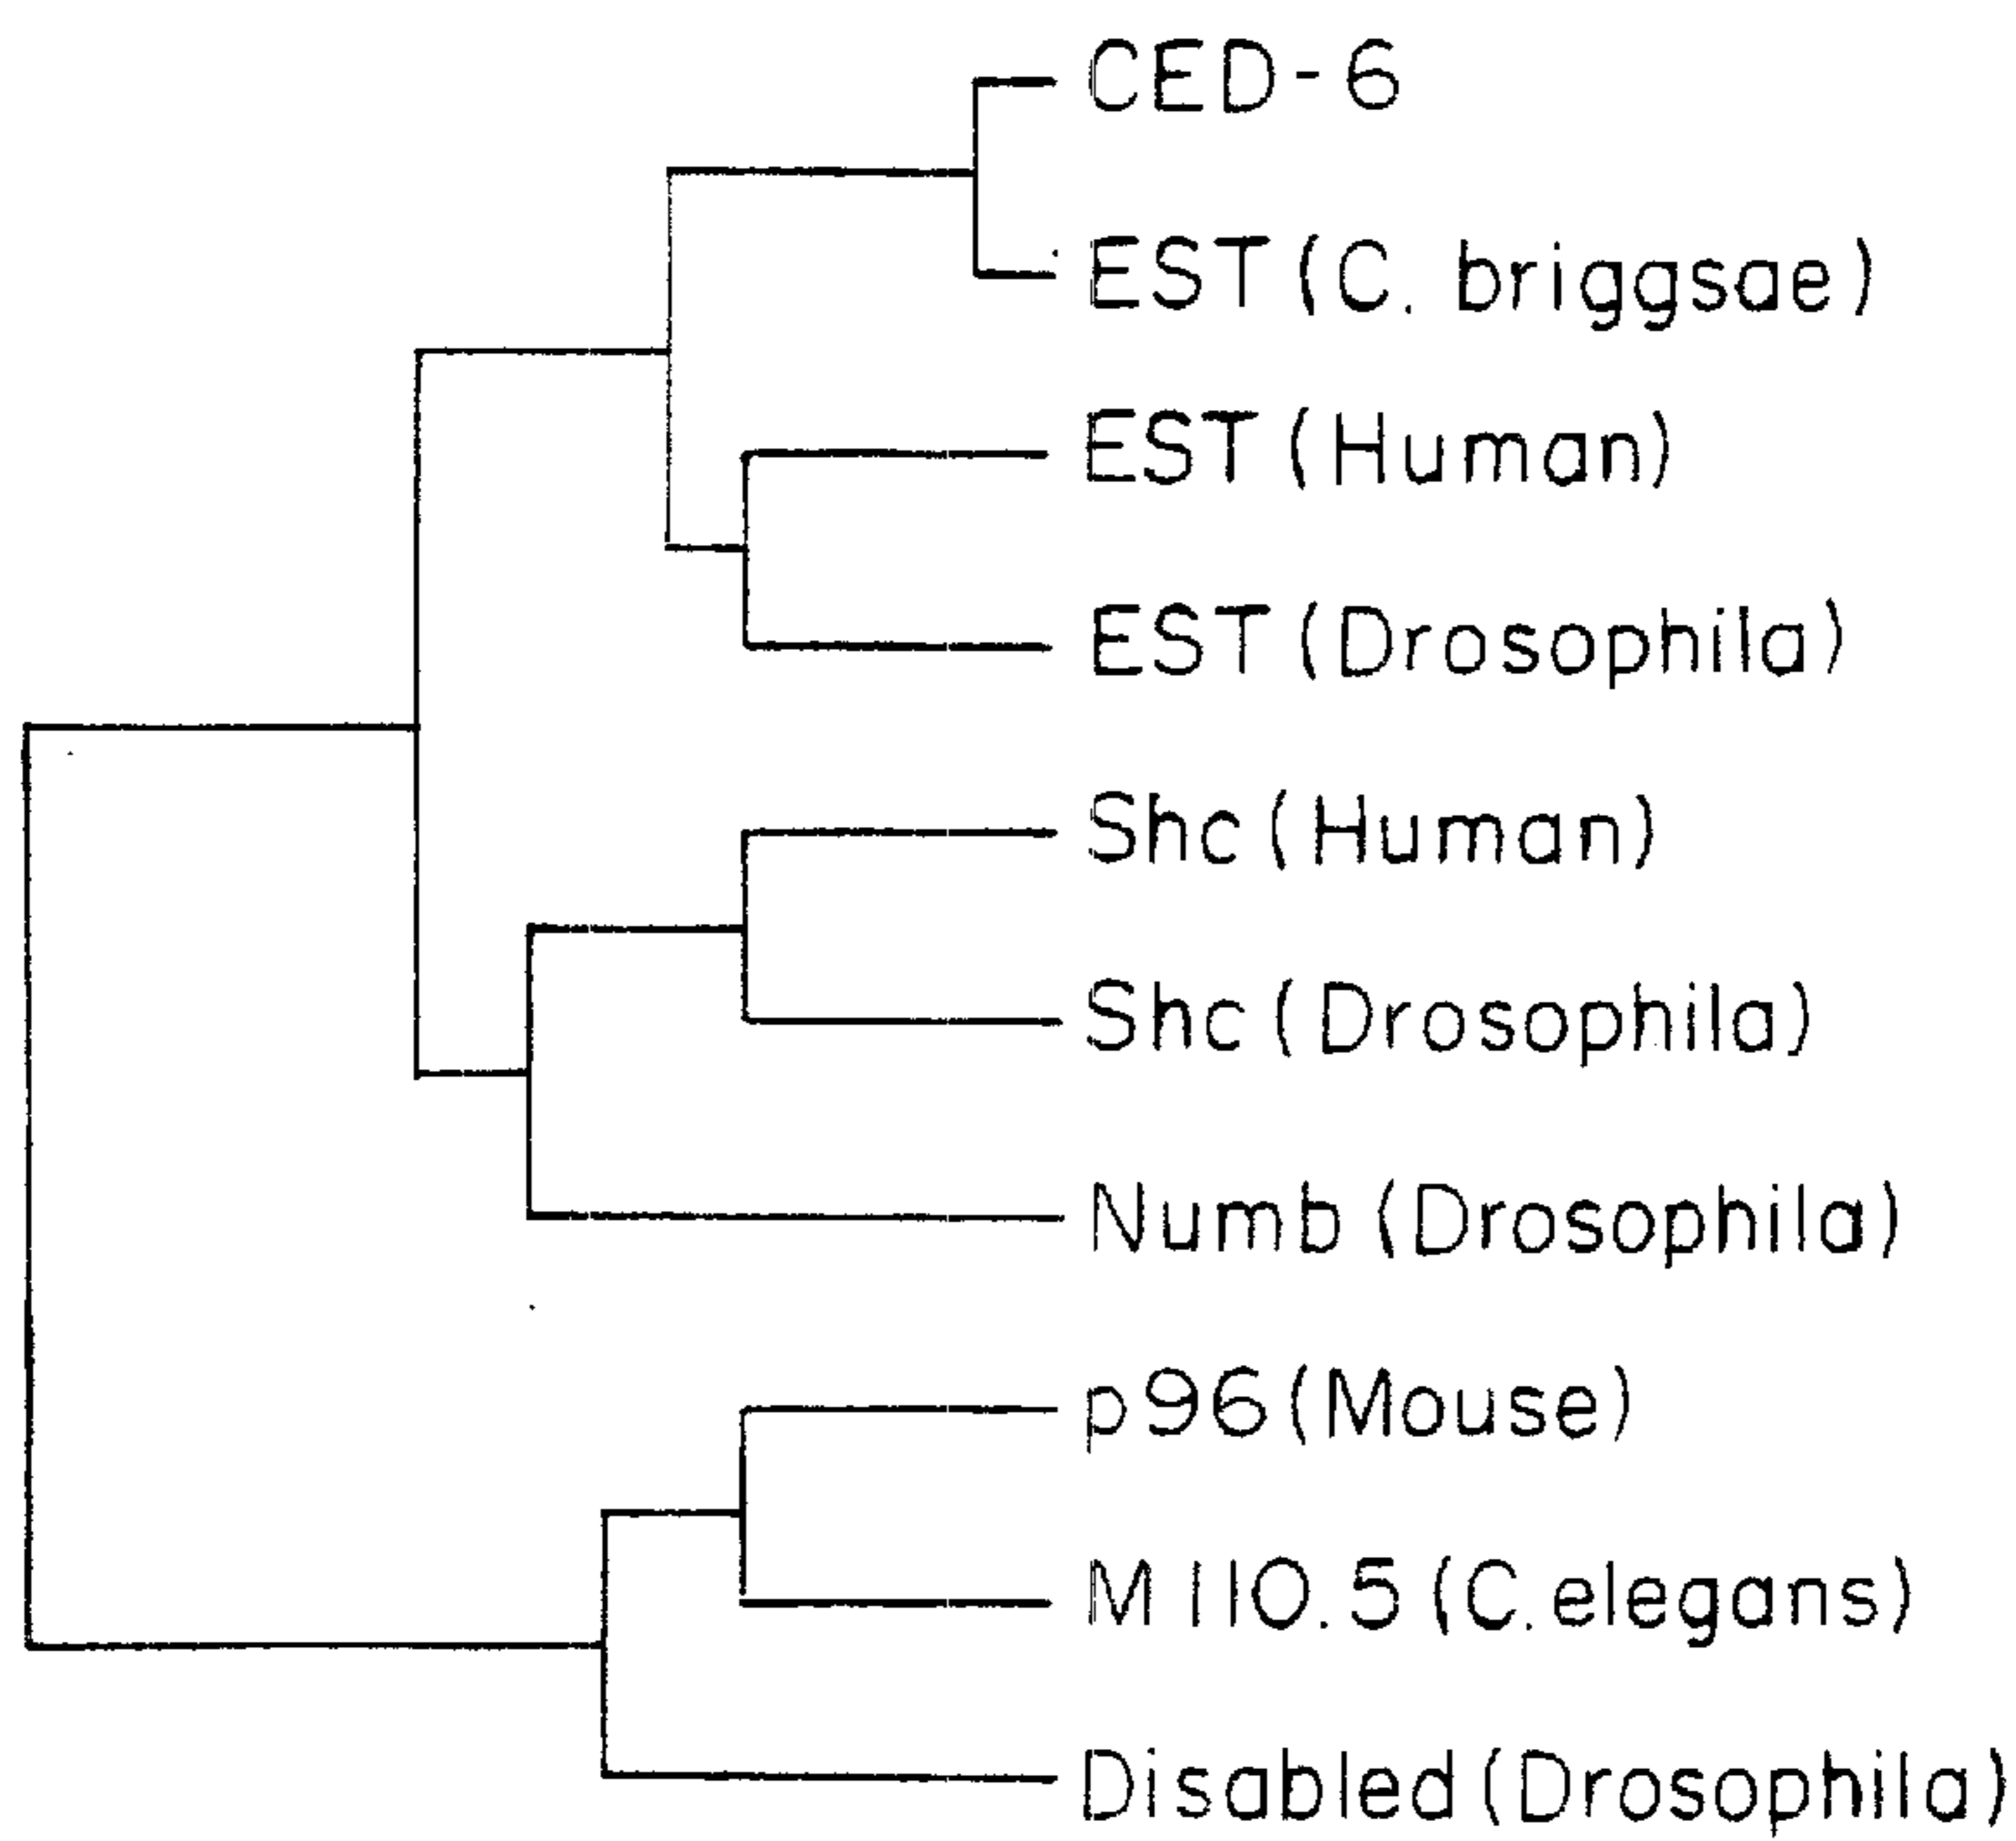 CED-6
EST (C. briggsae)
EST (Human)
EST (Drosophila)
Shc (Human)
Shc (Drosophila)
Numb (Drosophila)
p96 (Mouse)
M110.5 (C. elegans)
Disabled (Drosophila)